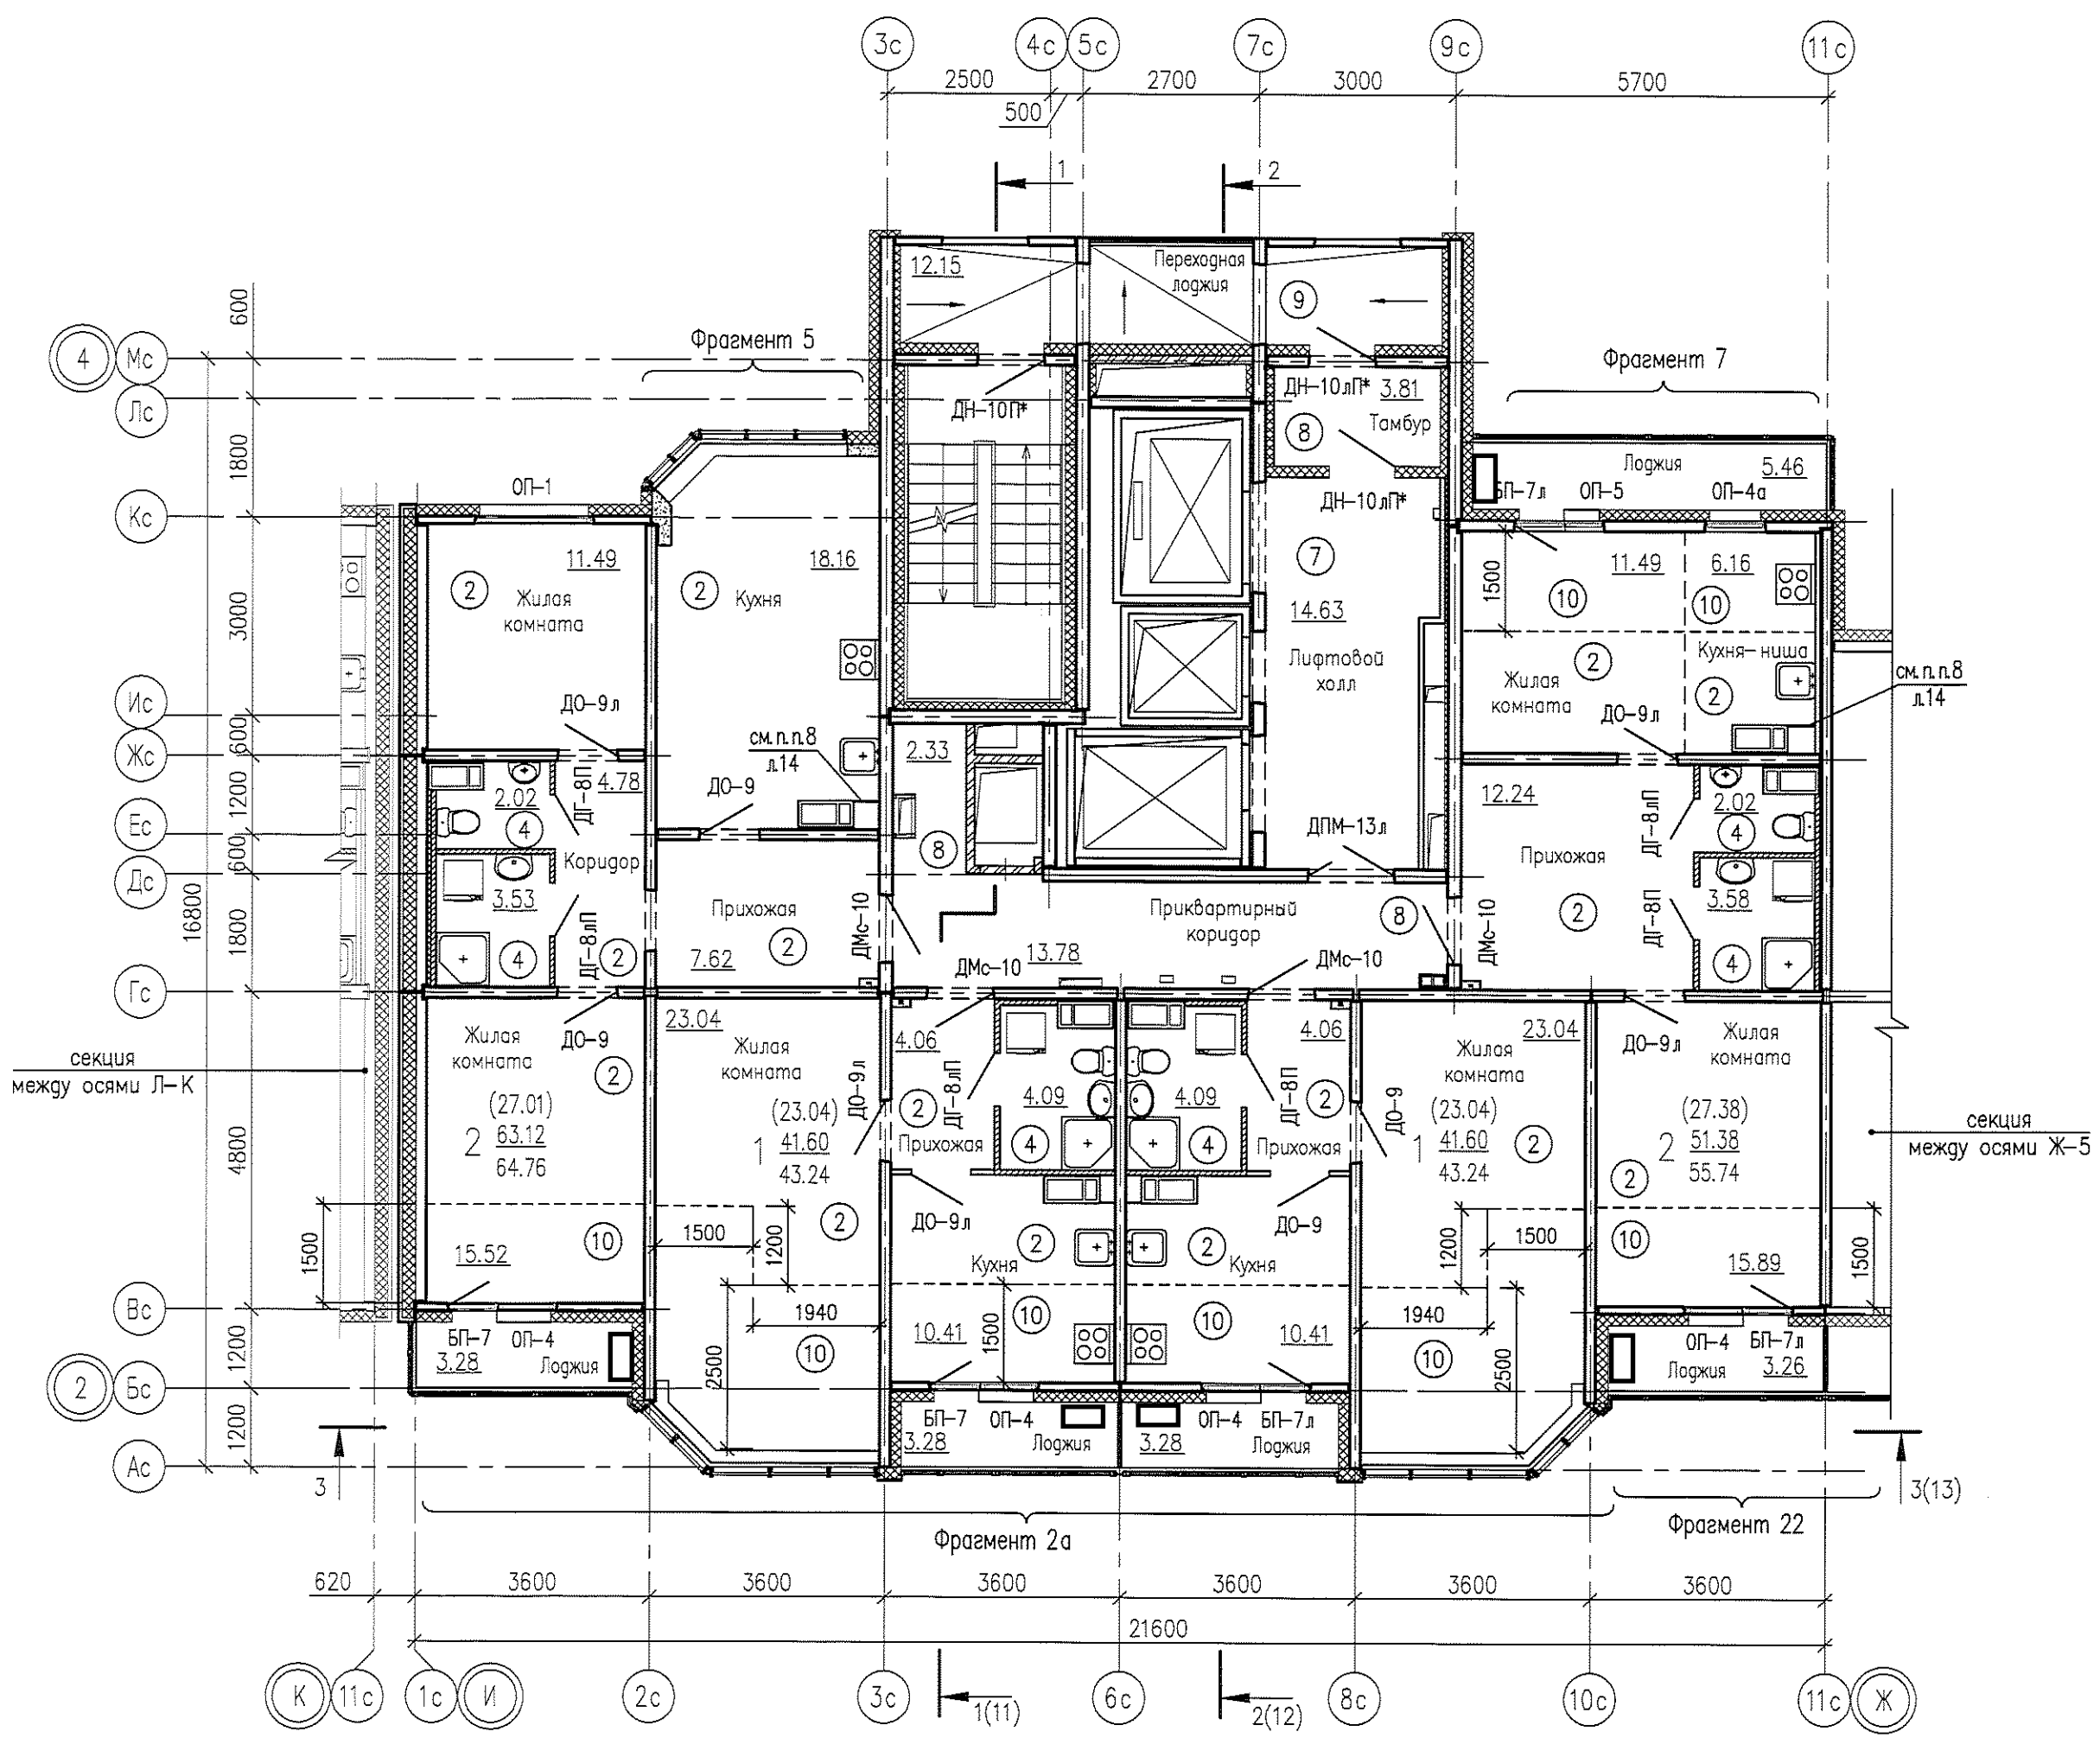 3с
4с
5с
7с
9с
11с
2500
2700
3000
5700
500
1
2
12.15
Переходная
лоджия
9
600
4
Мс
Лс
Фрагмент 5
Фрагмент 7
ДН-10П*
ДН-10лП*
3.81
Тамбур
8
1800
Лоджия
5.46
ОП-1
БП-7л
ОП-5
ОП-4а
ДН-10лП*
Кс
11.49
2
Жилая
комната
18.16
2
Кухня
7
14.63
Лифтовой
холл
1500
11.49
6.16
10
10
3000
2
Жилая
комната
Кухня-ниша
2
см.п.п.8
л.14
Ис
ДО-9л
ДО-9л
600
Жс
см.п.п.8
л.14
2.33
4.78
2.02
4
ДГ-8П
ДО-9
12.24
2.02
4
ДГ-8лП
1200
Ес
ДПМ-13л
600
Коридор
8
Прихожая
Дс
16800
3.53
4
ДГ-8лП
2
Прихожая
2
7.62
ДМс-10
Приквартирный
коридор
8
ДМс-10
2
ДГ-8П
3.58
4
1800
13.78
ДМс-10
ДМс-10
Гс
23.04
4.06
4.06
23.04
Жилая
комната
ДО-9
2
Жилая
комната
ДО-9л
ДГ-8лП
ДГ-8П
Жилая
комната
ДО-9л
Жилая
комната
секция
между осями Л-К
(27.01)
2
63.12
64.76
(23.04)
1
41.60
43.24
2
4.09
4
Прихожая
4.09
4
2
Прихожая
ДО-9
(23.04)
1
41.60
43.24
2
(27.38)
2
51.38
55.74
2
секция
между осями Ж-5
4800
1500
15.52
10
1500
1200
2
ДО-9л
2
Кухня
2
Кухня
ДО-9
1200
1500
10
15.89
1500
Вс
1940
10
2500
10.41
10
1500
10
10.41
1940
10
2500
БП-7
ОП-4
3.28
Лоджия
ОП-4
БП-7л
Лоджия
3.26
1200
2
Бс
БП-7
ОП-4
3.28
Лоджия
ОП-4
БП-7л
3.28
Лоджия
1200
Ас
3
3(13)
Фрагмент 2а
Фрагмент 22
620
3600
3600
3600
3600
3600
3600
21600
К
11с
1с
И
2с
3с
1(11)
6с
2(12)
8с
10с
11с
Ж